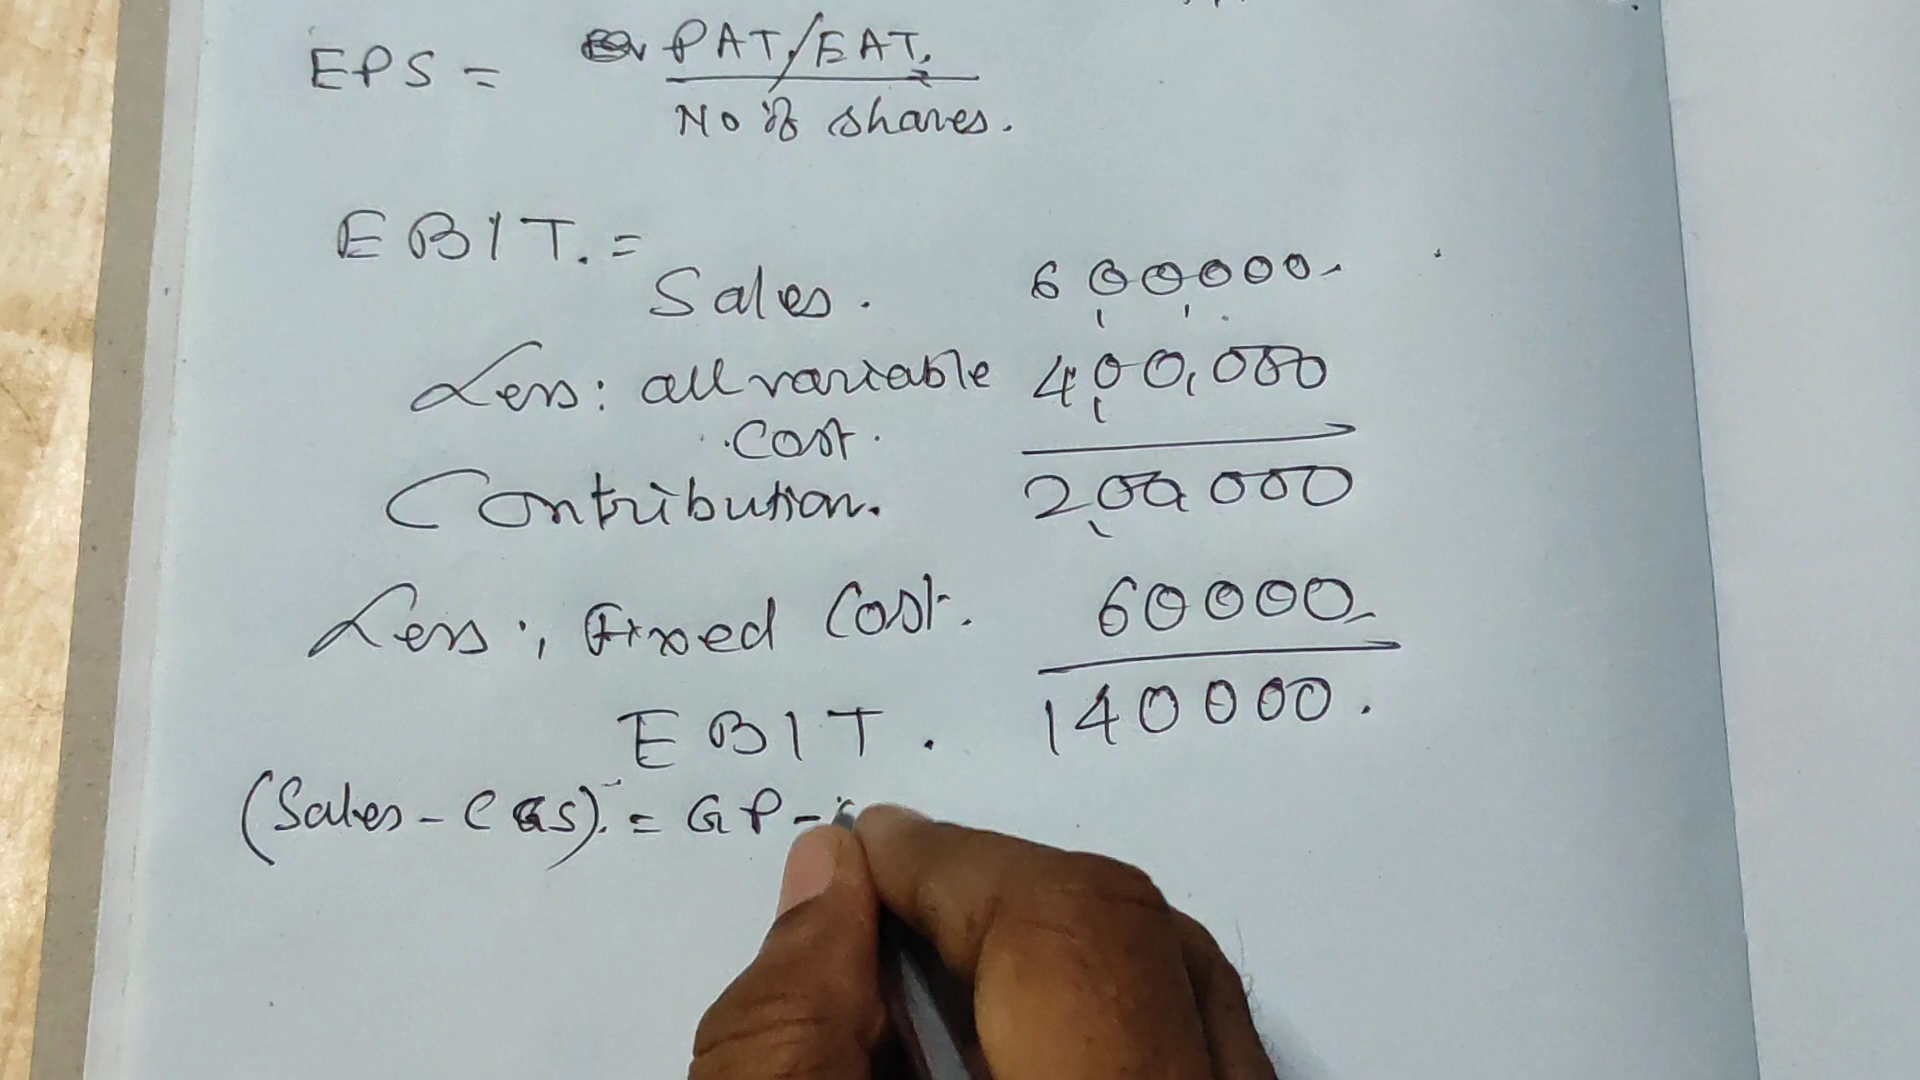 EPS = PAT/EAT.
No of shares.
EBIT. =
Sales. 600000
Less: all variable 400,000
cost.
Contribution. 200000
Less: Fixed Cost. 60000
EBIT. 140000.
(Sales - CGS). = GP -